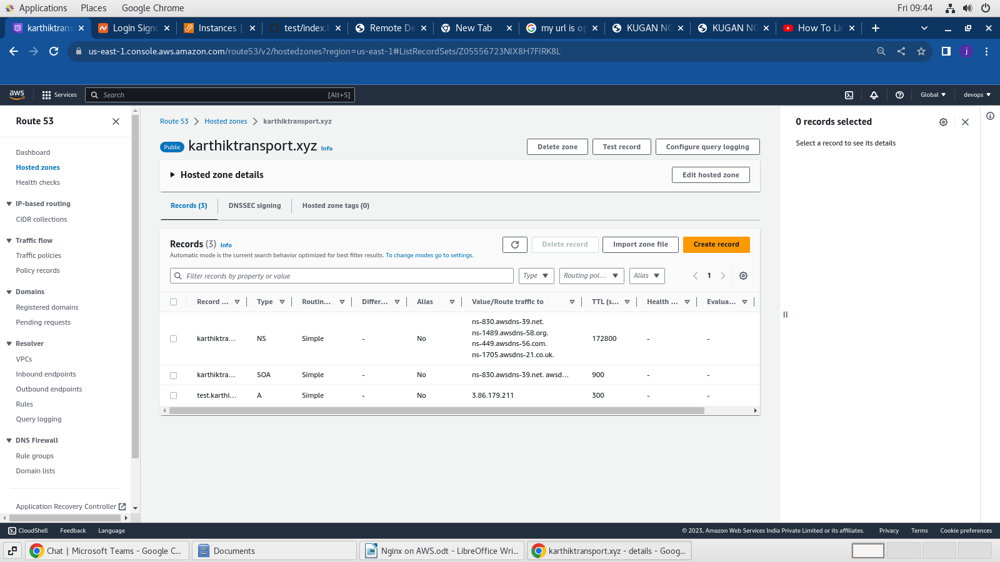 Applications Places Google Chrome Fri 09:44
karthiktrans Login Signu Instances | test/index.h Remote De New Tab my url is op KUGAN NG KUGAN NG How To Lin
us-east-1.console.aws.amazon.com/route53/v2/hostedzones?region=us-east-1#ListRecordSets/Z05556723NIX8H7FIRK8L j
aws Services Search [Alt+S] Global devops
Route 53
Dashboard
Hosted zones
Health checks
IP-based routing
CIDR collections
Traffic flow
Traffic policies
Policy records
Domains
Registered domains
Pending requests
Resolver
VPCs
Inbound endpoints
Outbound endpoints
Rules
Query logging
DNS Firewall
Rule groups
Domain lists
Application Recovery Controller
Route 53 Hosted zones karthiktransport.xyz
Public karthiktransport.xyz Info Delete zone Test record Configure query logging
Hosted zone details Edit hosted zone
Records (3) DNSSEC signing Hosted zone tags (0)
Records (3) Info Delete record Import zone file Create record
Automatic mode is the current search behavior optimized for best filter results. To change modes go to settings.
Filter records by property or value Type Routing pol... Alias 1
Record ... Type Routin... Differ... Alias Value/Route traffic to TTL (s... Health ... Evalua...
karthiktra... NS Simple - No ns-830.awsdns-39.net. 172800 - -
ns-1489.awsdns-58.org.
ns-449.awsdns-56.com.
ns-1705.awsdns-21.co.uk.
karthiktra... SOA Simple - No ns-830.awsdns-39.net. awsd... 900 - -
test.karthi... A Simple - No 3.86.179.211 300 - -
0 records selected
Select a record to see its details
CloudShell Feedback Language © 2023, Amazon Web Services India Private Limited or its affiliates. Privacy Terms Cookie preferences
Chat | Microsoft Teams - Google C... Documents Nginx on AWS.odt - LibreOffice Wri... karthiktransport.xyz - details - Goog...